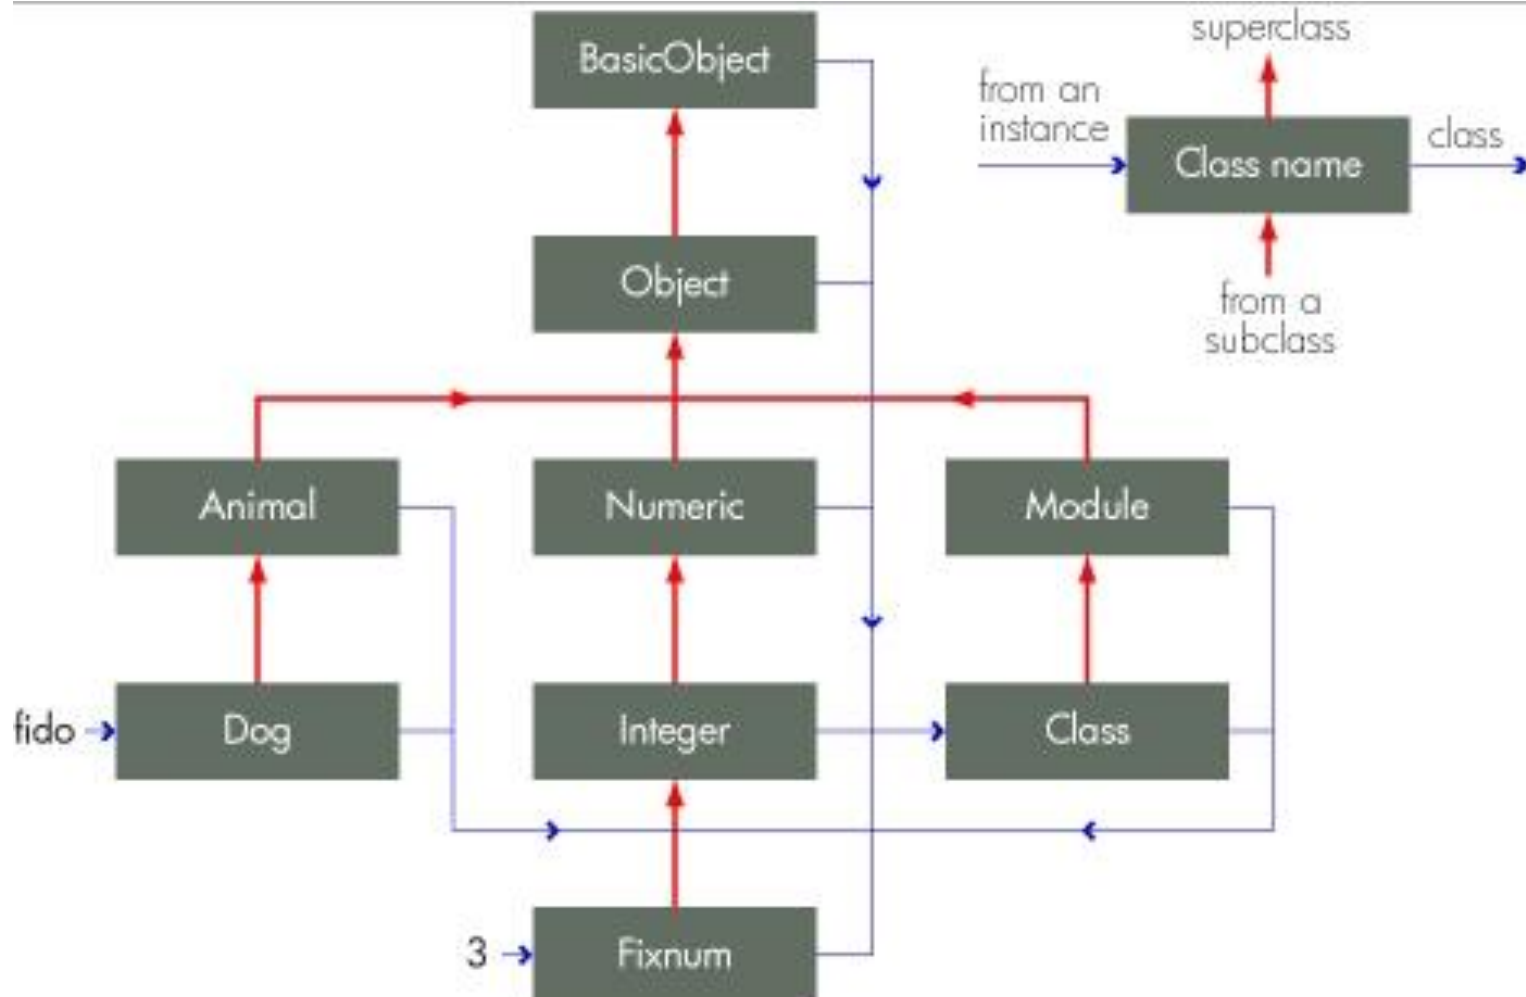 BasicObject
superclass
from an
instance
Class name
class
from a
subclass
Object
Animal
Numeric
Module
fido
Dog
Integer
Class
3
Fixnum